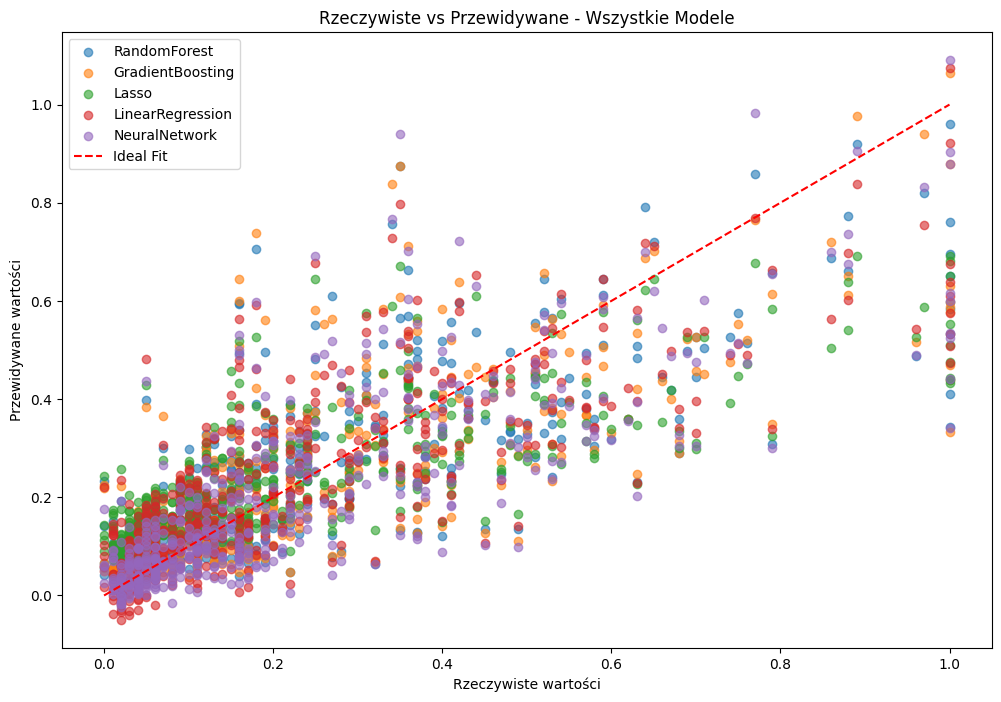 Rzeczywiste vs Przewidywane - Wszystkie Modele
RandomForest
GradientBoosting
Lasso
LinearRegression
NeuralNetwork
Ideal Fit
Przewidywane wartości
1.0
0.8
0.6
0.4
0.2
0.0
0.0 0.2 0.4 0.6 0.8 1.0
Rzeczywiste wartości